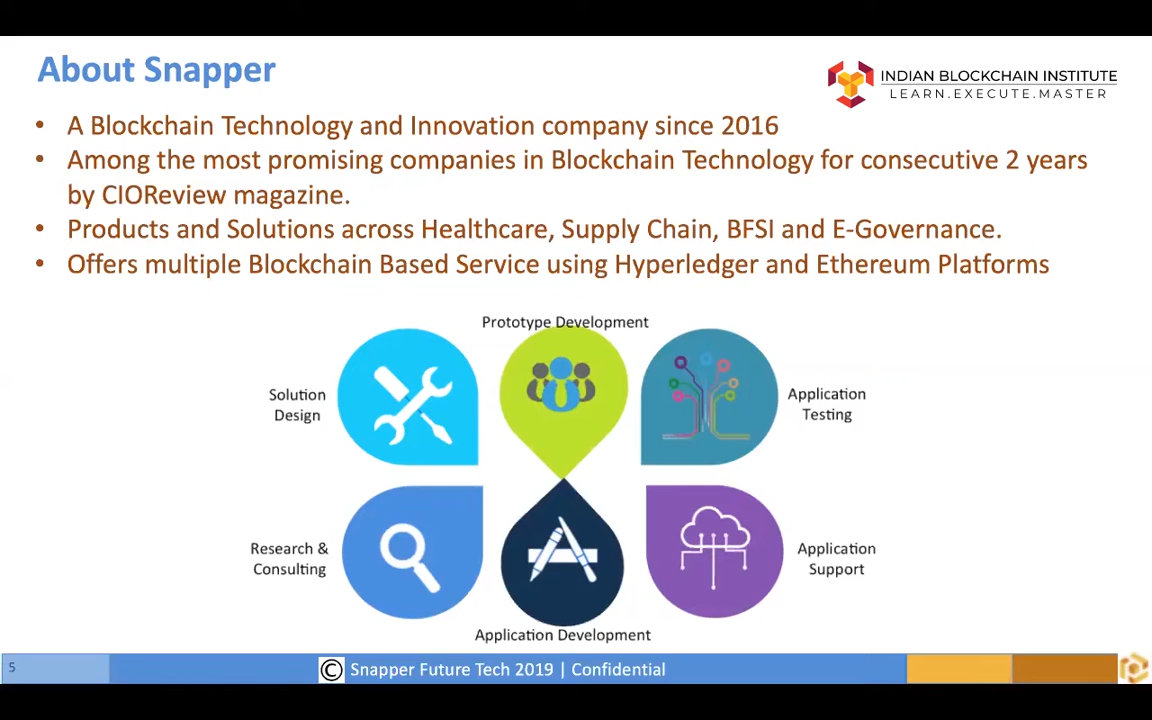 About Snapper
INDIAN BLOCKCHAIN INSTITUTE
LEARN.EXECUTE.MASTER
• A Blockchain Technology and Innovation company since 2016
• Among the most promising companies in Blockchain Technology for consecutive 2 years
by CIOReview magazine.
• Products and Solutions across Healthcare, Supply Chain, BFSI and E-Governance.
• Offers multiple Blockchain Based Service using Hyperledger and Ethereum Platforms
Prototype Development
Solution
Design
Application
Testing
Research &
Consulting
Application
Support
Application Development
5
© Snapper Future Tech 2019 | Confidential